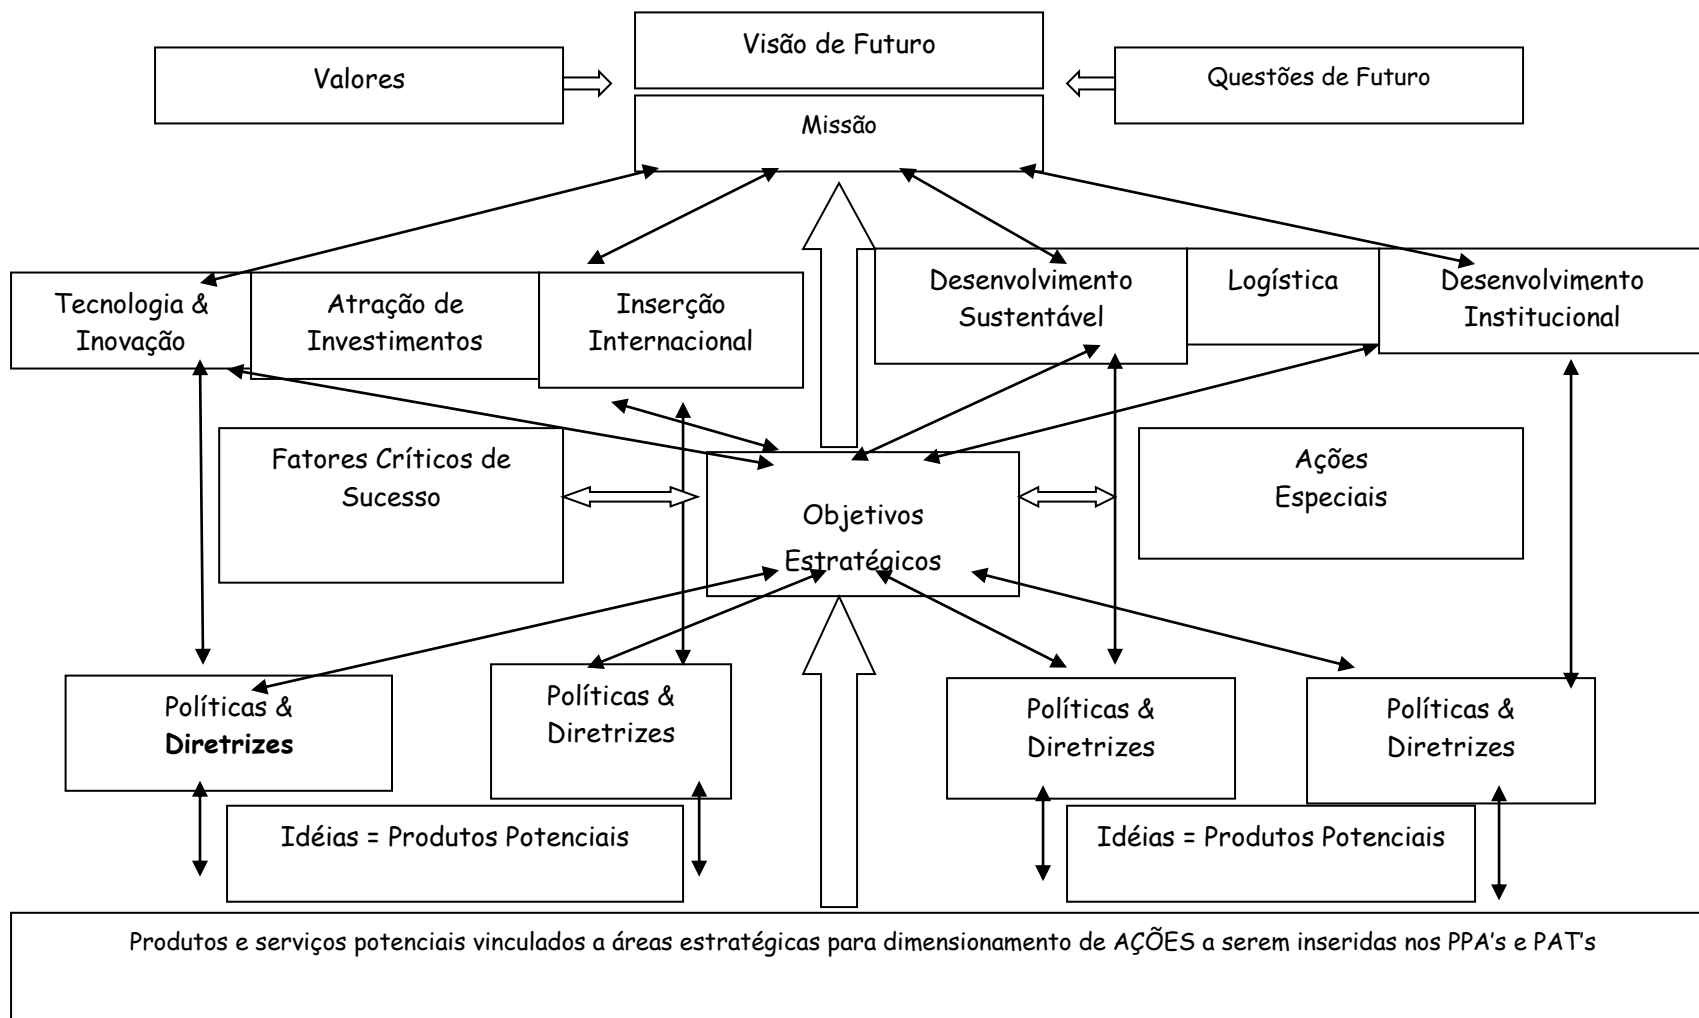 Visão de Futuro
Valores
Questões de Futuro
Missão
Tecnologia &
Inovação
Atração de
Investimentos
Inserção
Internacional
Desenvolvimento
Sustentável
Logística
Desenvolvimento
Institucional
Fatores Críticos de
Sucesso
Objetivos
Estratégicos
Ações
Especiais
Políticas &
Diretrizes
Políticas &
Diretrizes
Políticas &
Diretrizes
Políticas &
Diretrizes
Idéias = Produtos Potenciais
Idéias = Produtos Potenciais
Produtos e serviços potenciais vinculados a áreas estratégicas para dimensionamento de AÇÕES a serem inseridas nos PPA's e PAT's